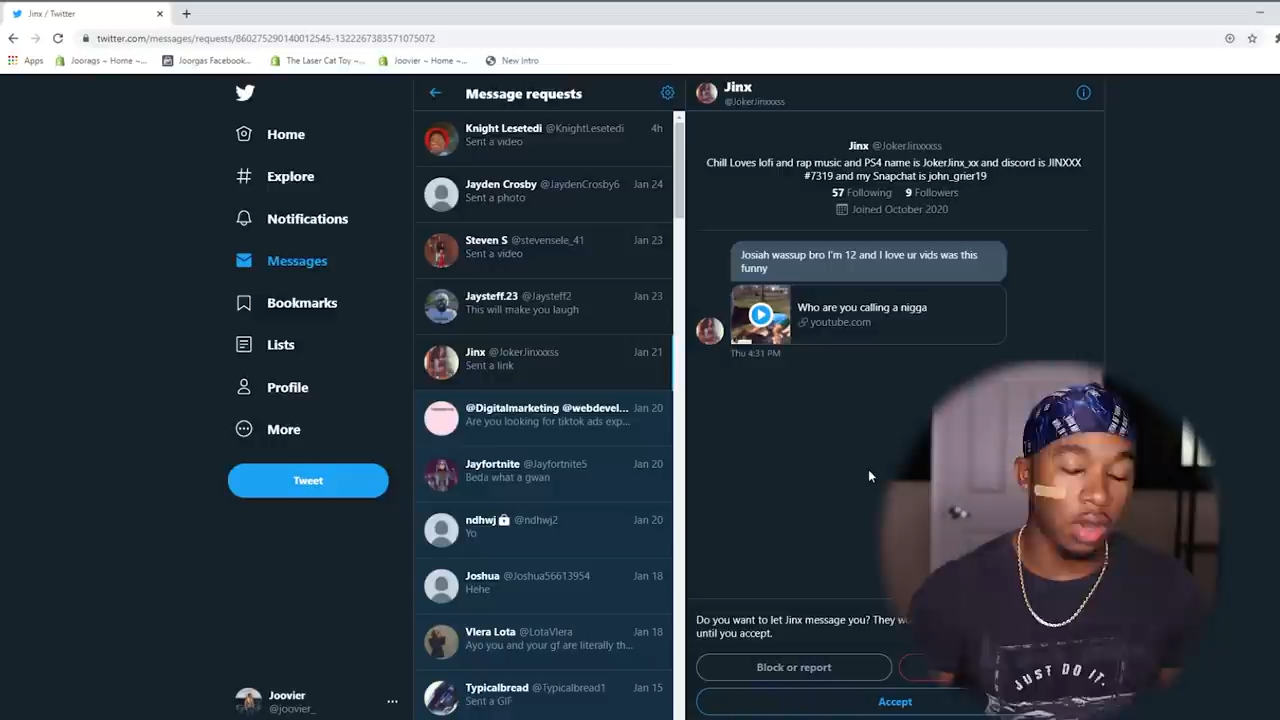 Jinx / Twitter
twitter.com/messages/requests/860275290140012545-1322267383571075072
Apps
Joorags ~ Home ~...
Joorgas Facebook...
The Laser Cat Toy ~...
Joovier ~ Home ~...
New Intro
Home
Explore
Notifications
Messages
Bookmarks
Lists
Profile
More
Tweet
Joovier
@joovier_
Message requests
Knight Lesetedi @KnightLesetedi 4h
Sent a video
Jayden Crosby @JaydenCrosby6 Jan 24
Sent a photo
Steven S @stevensele_41 Jan 23
Sent a video
Jaysteff.23 @Jaysteff2 Jan 23
This will make you laugh
Jinx @JokerJinxxxss Jan 21
Sent a link
@Digitalmarketing @webdevel... Jan 20
Are you looking for tiktok ads exp...
Jayfortnite @Jayfortnite5 Jan 20
Beda what a gwan
ndhwj @ndhwj2 Jan 20
Yo
Joshua @Joshua56613954 Jan 18
Hehe
Vlera Lota @LotaVlera Jan 18
Ayo you and your gf are literally th...
Typicalbread @Typicalbread1 Jan 15
Sent a GIF
Jinx
@JokerJinxxxss
Jinx @JokerJinxxxss
Chill Loves lofi and rap music and PS4 name is JokerJinx_xx and discord is JINXXX
#7319 and my Snapchat is john_grier19
57 Following 9 Followers
Joined October 2020
Josiah wassup bro I'm 12 and I love ur vids was this
funny
Who are you calling a nigga
youtube.com
Thu 4:31 PM
Do you want to let Jinx message you? They
until you accept.
Block or report
Accept
JUST DO IT.